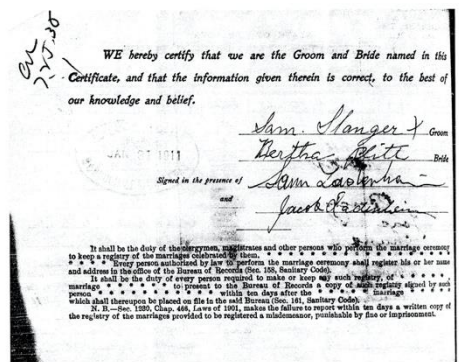 WE hereby certify that we are the Groom and Bride named in this
Certificate, and that the information given therein is correct, to the best of
our knowledge and belief.
Sam. Slanger X Groom
Bertha Bride
Signed in the presence of Sam
and Jacob
1911
It shall be the duty of the clergymen, magistrates and other persons who perform the marriage ceremony
to keep a registry of the marriages celebrated by them.
* * * Every person authorized by law to perform the marriage ceremony shall register his or her name
and address in the office of the Bureau of Records (Sec. 158, Sanitary Code).
It shall be the duty of every person required to make or keep any such registry, of * * * *
marriage * * * to present to the Bureau of Records a copy of such registry signed by such
person * * * within ten days after the * * * marriage * * *
which shall thereupon be placed on file in the said Bureau (Sec. 161, Sanitary Code).
N. B.—Sec. 1239, Chap. 466, Laws of 1901, makes the failure to report within ten days a written copy of
the registry of the marriages provided to be registered a misdemeanor, punishable by fine or imprisonment.